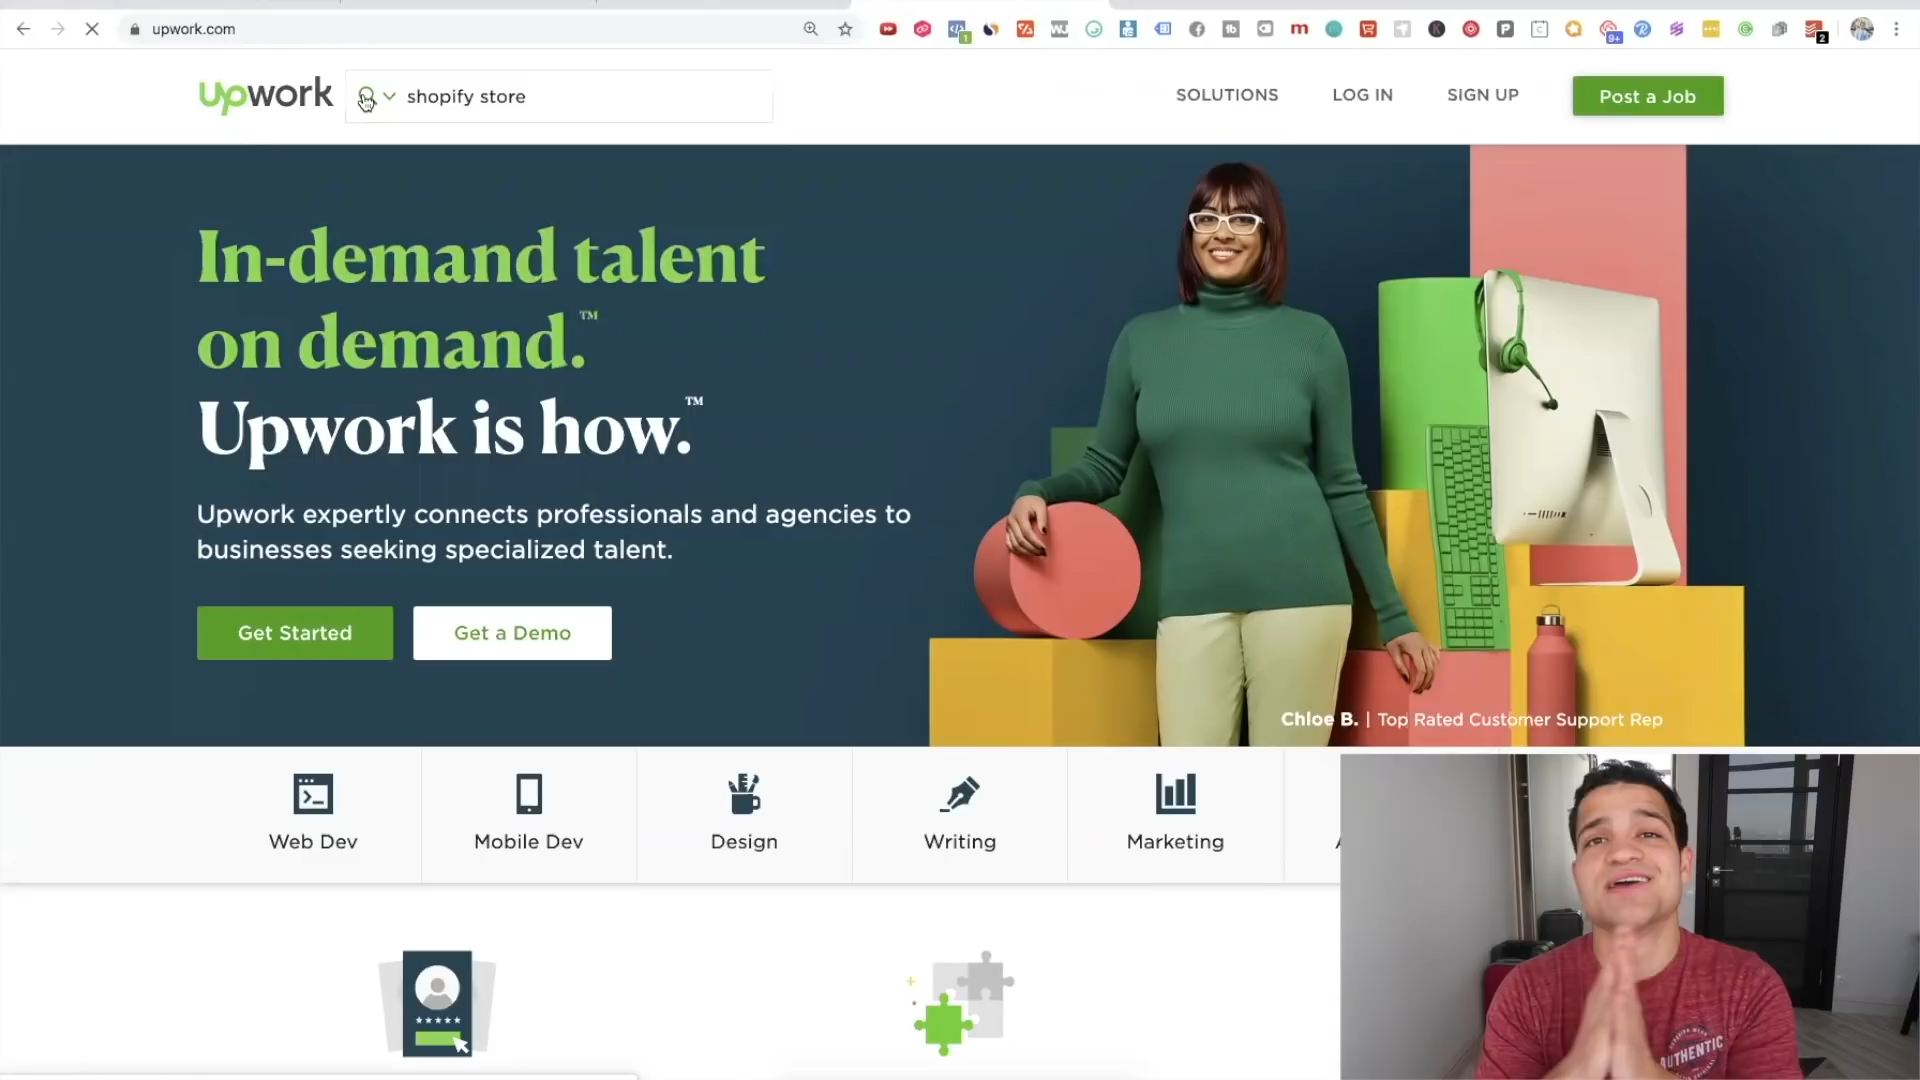 upwork.com
upwork
shopify store
SOLUTIONS
LOG IN
SIGN UP
Post a Job
In-demand talent
on demand.™
Upwork is how.™
Upwork expertly connects professionals and agencies to
businesses seeking specialized talent.
Get Started
Get a Demo
Chloe B. | Top Rated Customer Support Rep
Web Dev
Mobile Dev
Design
Writing
Marketing
AUTHENTIC